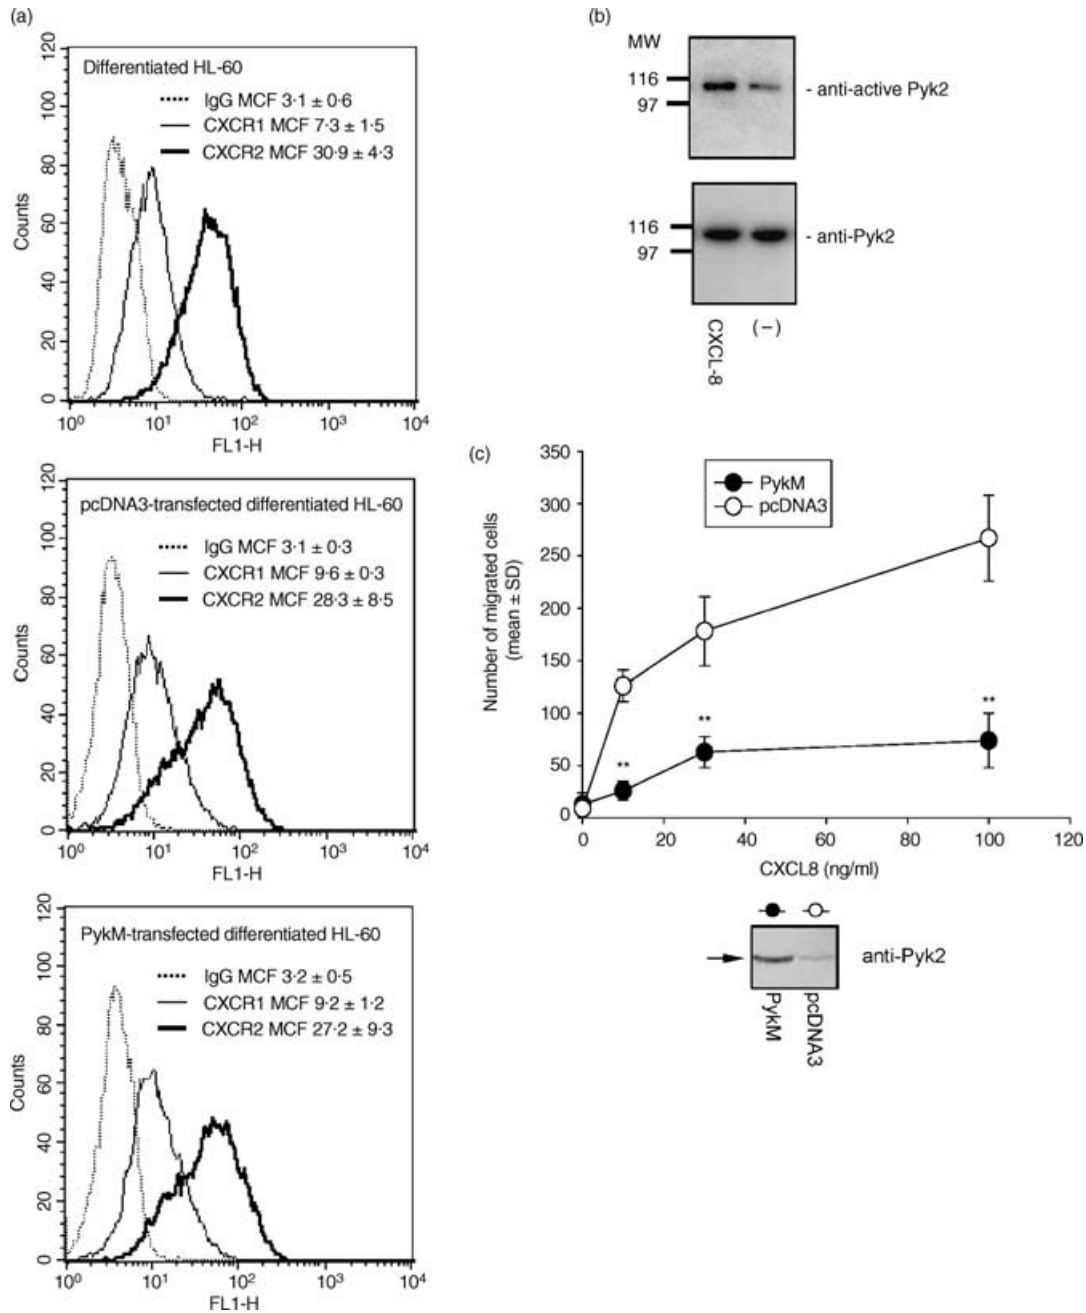 (a)
120
100
80
60
40
20
0
Counts
Differentiated HL-60
IgG MCF 3·1 ± 0·6
CXCR1 MCF 7·3 ± 1·5
CXCR2 MCF 30·9 ± 4·3
10⁰ 10¹ 10² 10³ 10⁴
FL1-H
120
100
80
60
40
20
0
Counts
pcDNA3-transfected differentiated HL-60
IgG MCF 3·1 ± 0·3
CXCR1 MCF 9·6 ± 0·3
CXCR2 MCF 28·3 ± 8·5
10⁰ 10¹ 10² 10³ 10⁴
FL1-H
120
100
80
60
40
20
0
Counts
PykM-transfected differentiated HL-60
IgG MCF 3·2 ± 0·5
CXCR1 MCF 9·2 ± 1·2
CXCR2 MCF 27·2 ± 9·3
10⁰ 10¹ 10² 10³ 10⁴
FL1-H
(b)
MW
116
97
- anti-active Pyk2
116
97
- anti-Pyk2
CXCL-8
(−)
(c)
350
300
250
200
150
100
50
0
Number of migrated cells
(mean ± SD)
PykM
pcDNA3
**
**
**
0 20 40 60 80 100 120
CXCL8 (ng/ml)
anti-Pyk2
PykM
pcDNA3